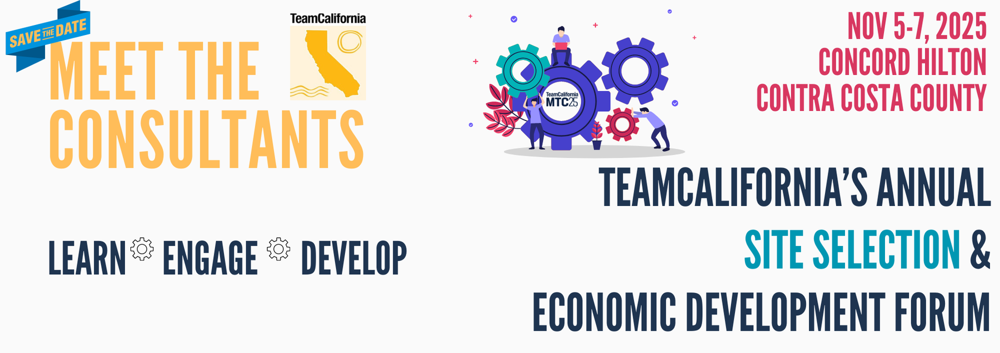 SAVE THE DATE
MEET THE
CONSULTANTS
TeamCalifornia
LEARN ENGAGE DEVELOP
TeamCalifornia
MTC25
NOV 5-7, 2025
CONCORD HILTON
CONTRA COSTA COUNTY
TEAMCALIFORNIA’S ANNUAL
SITE SELECTION &
ECONOMIC DEVELOPMENT FORUM